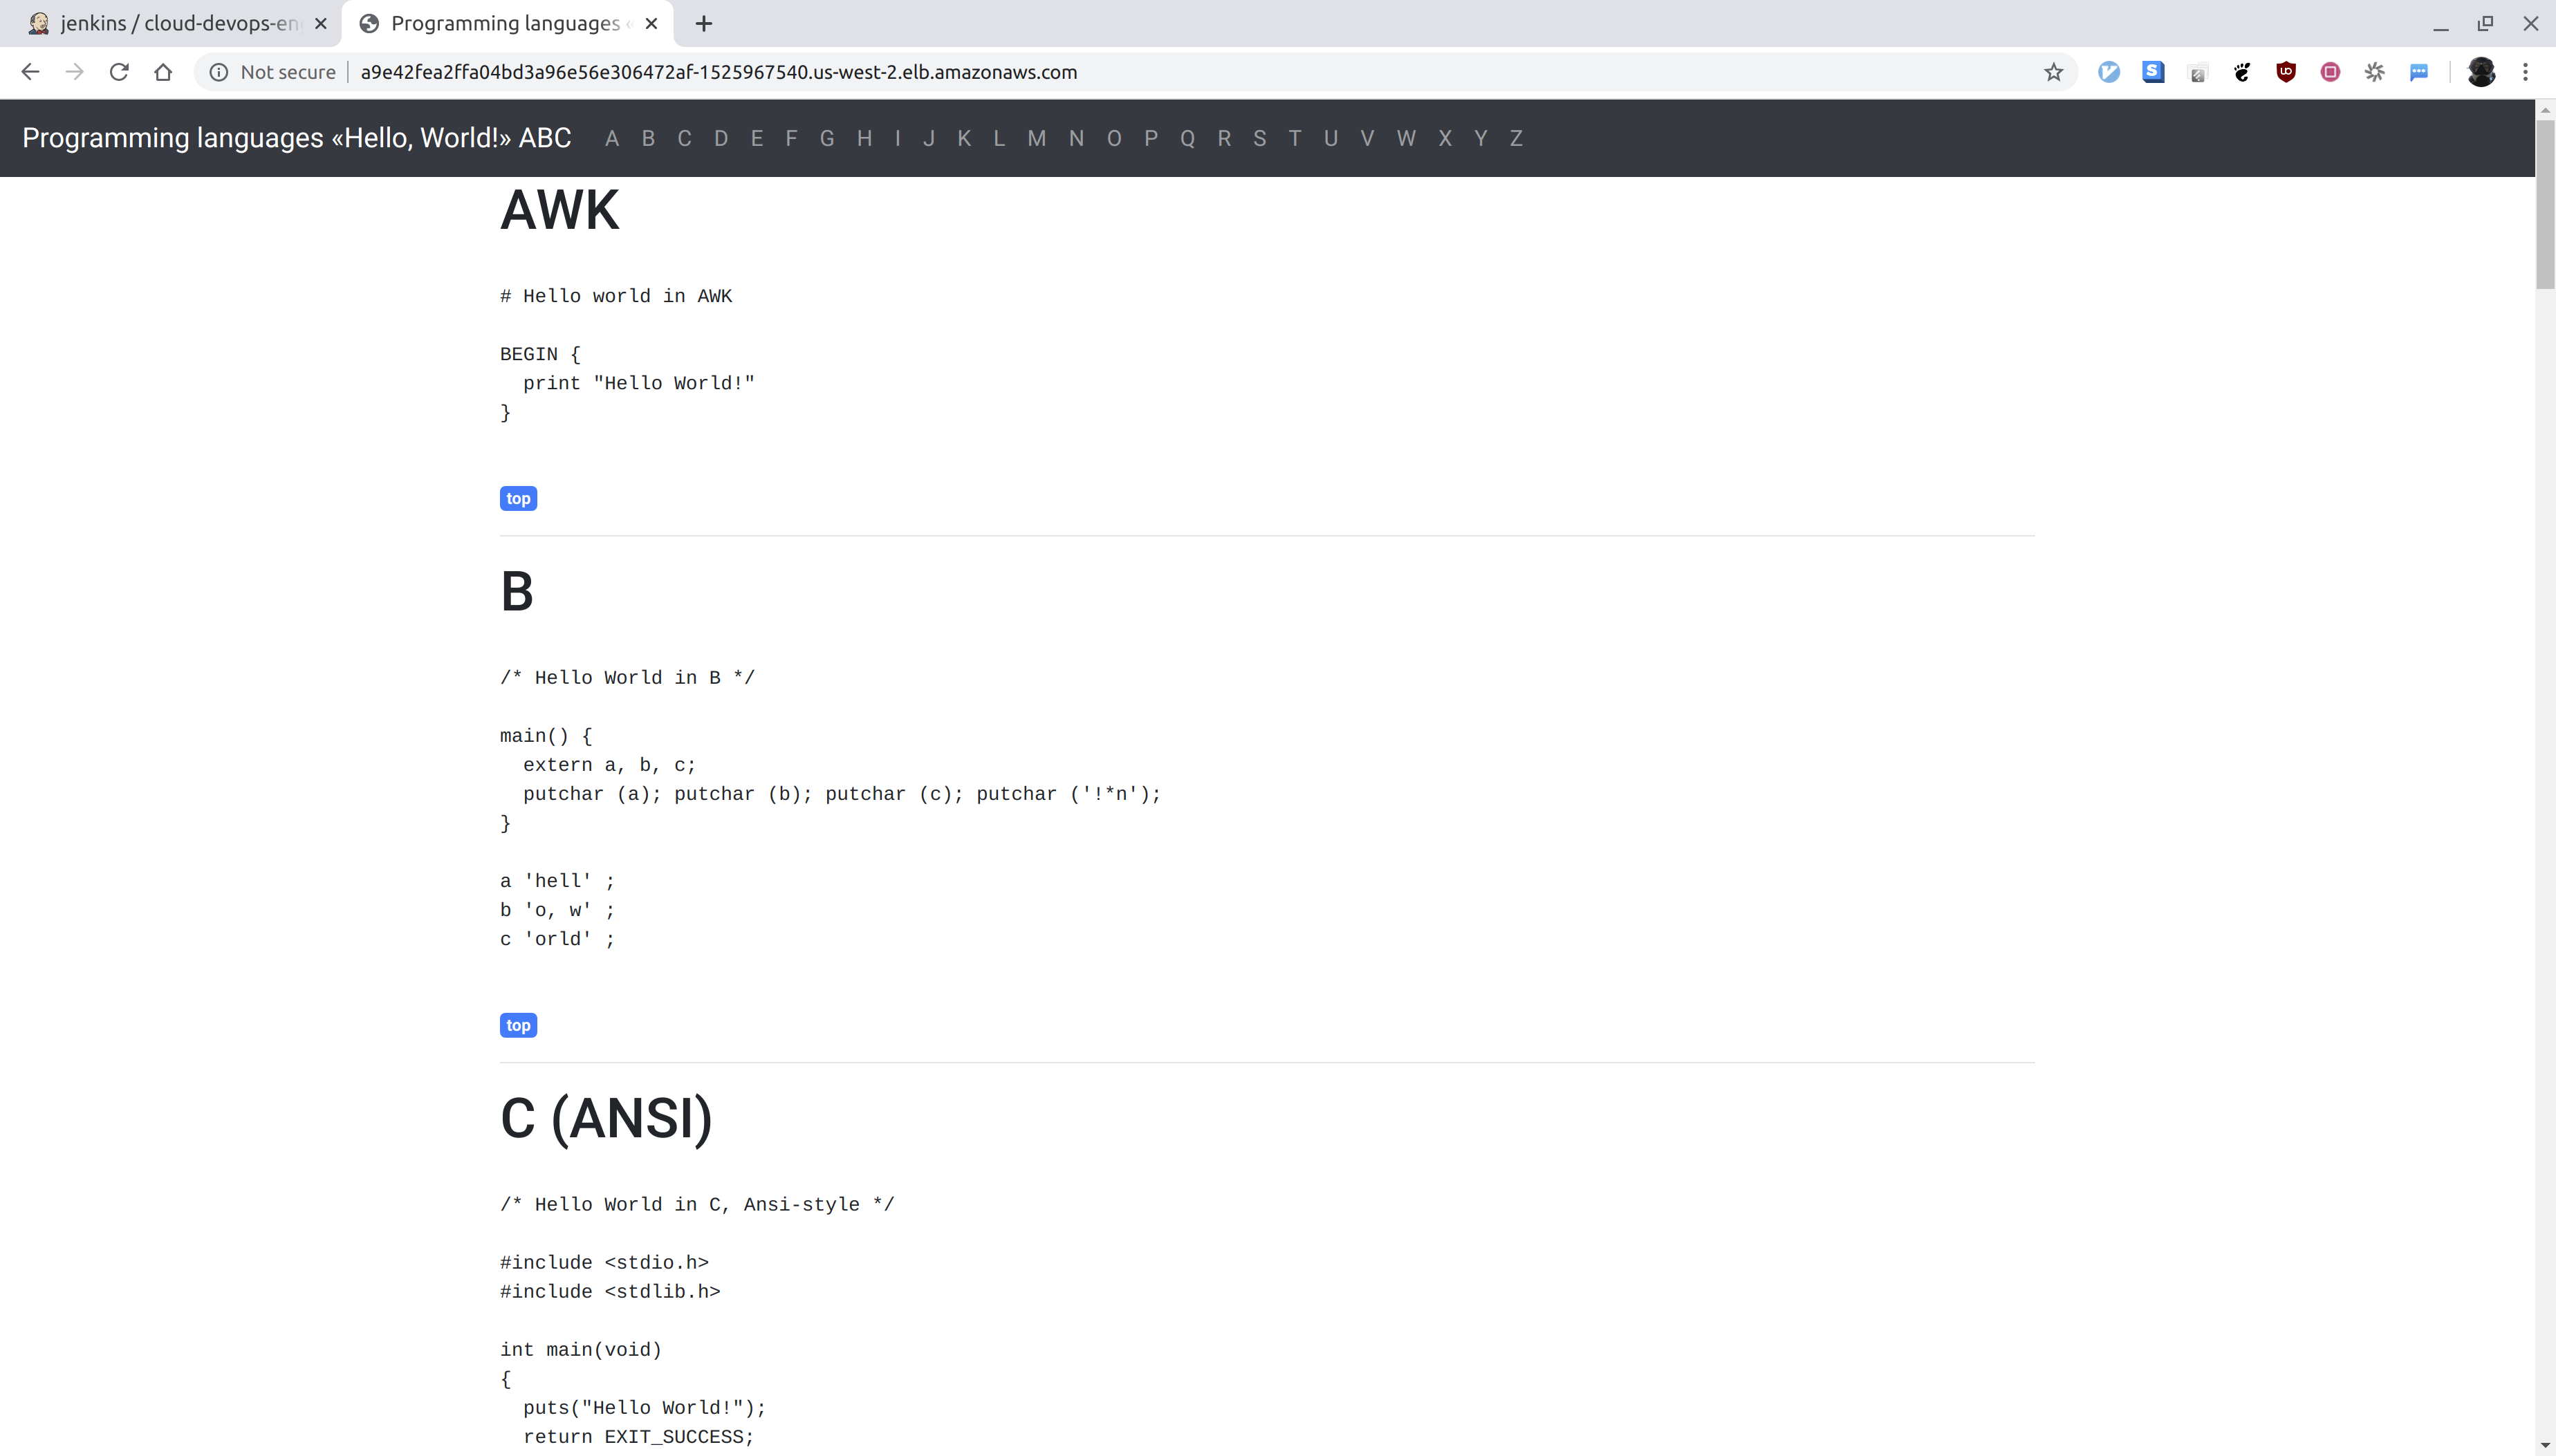 jenkins / cloud-devops-en
Programming languages «
Not secure
a9e42fea2ffa04bd3a96e56e306472af-1525967540.us-west-2.elb.amazonaws.com
Programming languages «Hello, World!» ABC A B C D E F G H I J K L M N O P Q R S T U V W X Y Z
AWK
# Hello world in AWK
BEGIN {
  print "Hello World!"
}
top
B
/* Hello World in B */
main() {
  extern a, b, c;
  putchar (a); putchar (b); putchar (c); putchar ('!*n');
}
a 'hell' ;
b 'o, w' ;
c 'orld' ;
top
C (ANSI)
/* Hello World in C, Ansi-style */
#include <stdio.h>
#include <stdlib.h>
int main(void)
{
  puts("Hello World!");
  return EXIT_SUCCESS;